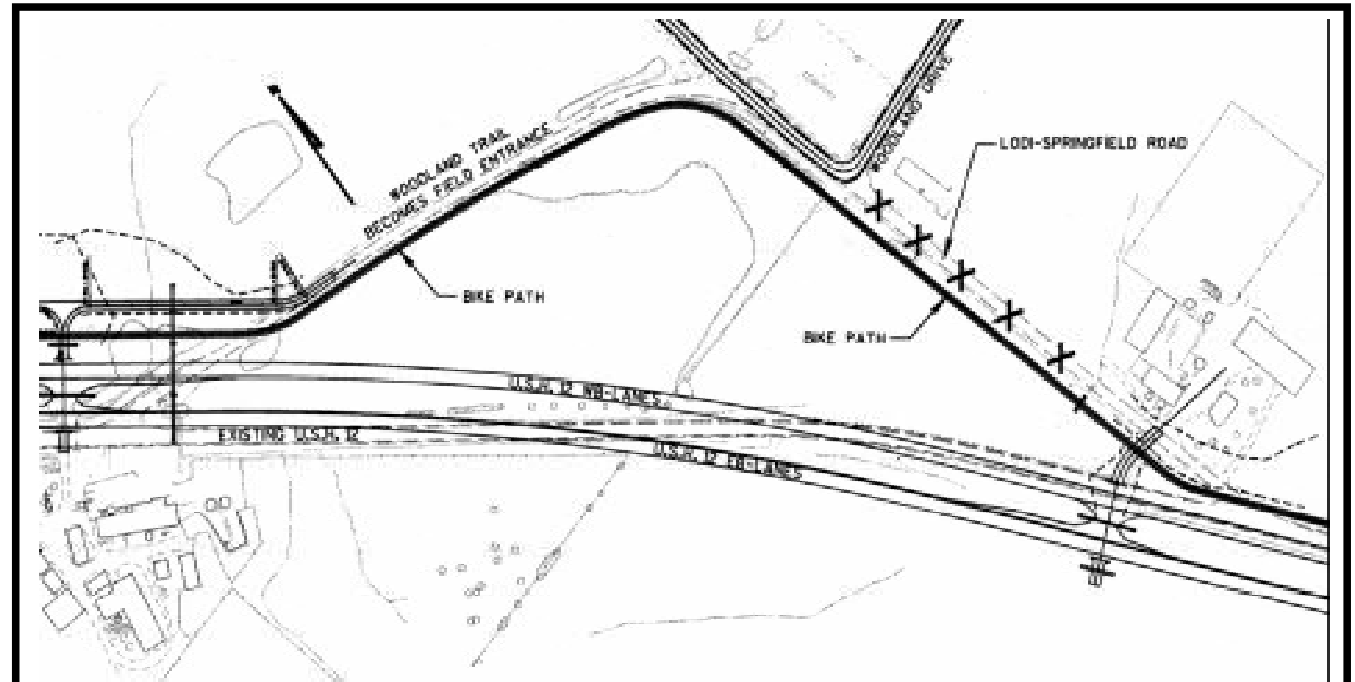 WOODLAND DRIVE
LODI-SPRINGFIELD ROAD
WOODLAND TRAIL
BECOMES FIELD ENTRANCE
BIKE PATH
BIKE PATH
U.S.H. 12 WB-LANES
EXISTING U.S.H. 12
U.S.H. 12 EB-LANES